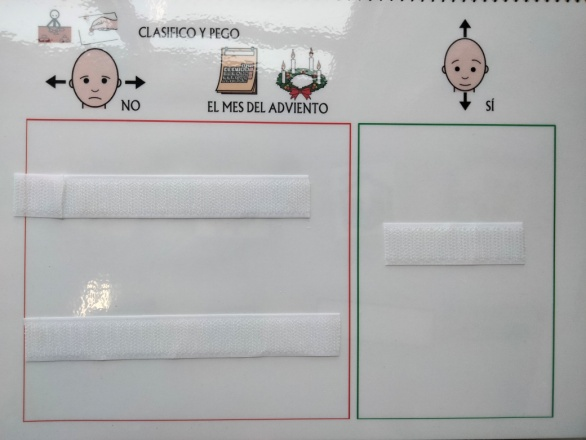 CLASIFICO Y PEGO
NO
EL MES DEL ADVIENTO
SÍ